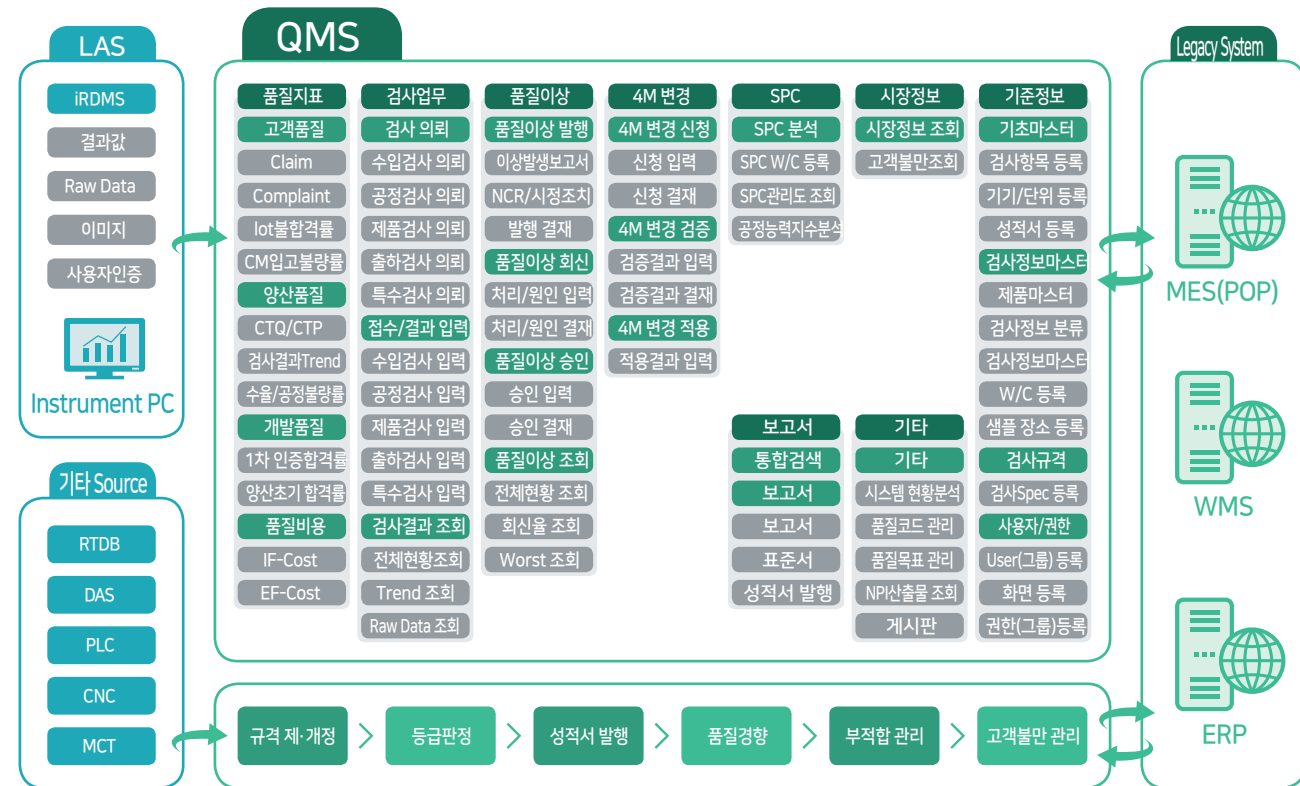 LAS
iRDMS
결과값
Raw Data
이미지
사용자인증
Instrument PC
기타 Source
RTDB
DAS
PLC
CNC
MCT
QMS
품질지표
고객품질
Claim
Complaint
lot불합격률
CM입고불량률
양산품질
CTQ/CTP
검사결과Trend
수율/공정불량률
개발품질
1차 인증합격률
양산초기 합격률
품질비용
IF-Cost
EF-Cost
검사업무
검사 의뢰
수입검사 의뢰
공정검사 의뢰
제품검사 의뢰
출하검사 의뢰
특수검사 의뢰
접수/결과 입력
수입검사 입력
공정검사 입력
제품검사 입력
출하검사 입력
특수검사 입력
검사결과 조회
전체현황조회
Trend 조회
Raw Data 조회
품질이상
품질이상 발행
이상발생보고서
NCR/시정조치
발행 결재
품질이상 회신
처리/원인 입력
처리/원인 결재
품질이상 승인
승인 입력
승인 결재
품질이상 조회
전체현황 조회
회신율 조회
Worst 조회
4M 변경
4M 변경 신청
신청 입력
신청 결재
4M 변경 검증
검증결과 입력
검증결과 결재
4M 변경 적용
적용결과 입력
SPC
SPC 분석
SPC W/C 등록
SPC관리도 조회
공정능력지수분석
보고서
통합검색
보고서
보고서
표준서
성적서 발행
시장정보
시장정보 조회
고객불만조회
기타
기타
시스템 현황분석
품질코드 관리
품질목표 관리
NPI산출물 조회
게시판
기준정보
기초마스터
검사항목 등록
기기/단위 등록
성적서 등록
검사정보마스터
제품마스터
검사정보 분류
검사정보마스터
W/C 등록
샘플 장소 등록
검사규격
검사Spec 등록
사용자/권한
User(그룹) 등록
화면 등록
권한(그룹)등록
규격 제·개정
등급판정
성적서 발행
품질경향
부적합 관리
고객불만 관리
Legacy System
MES(POP)
WMS
ERP